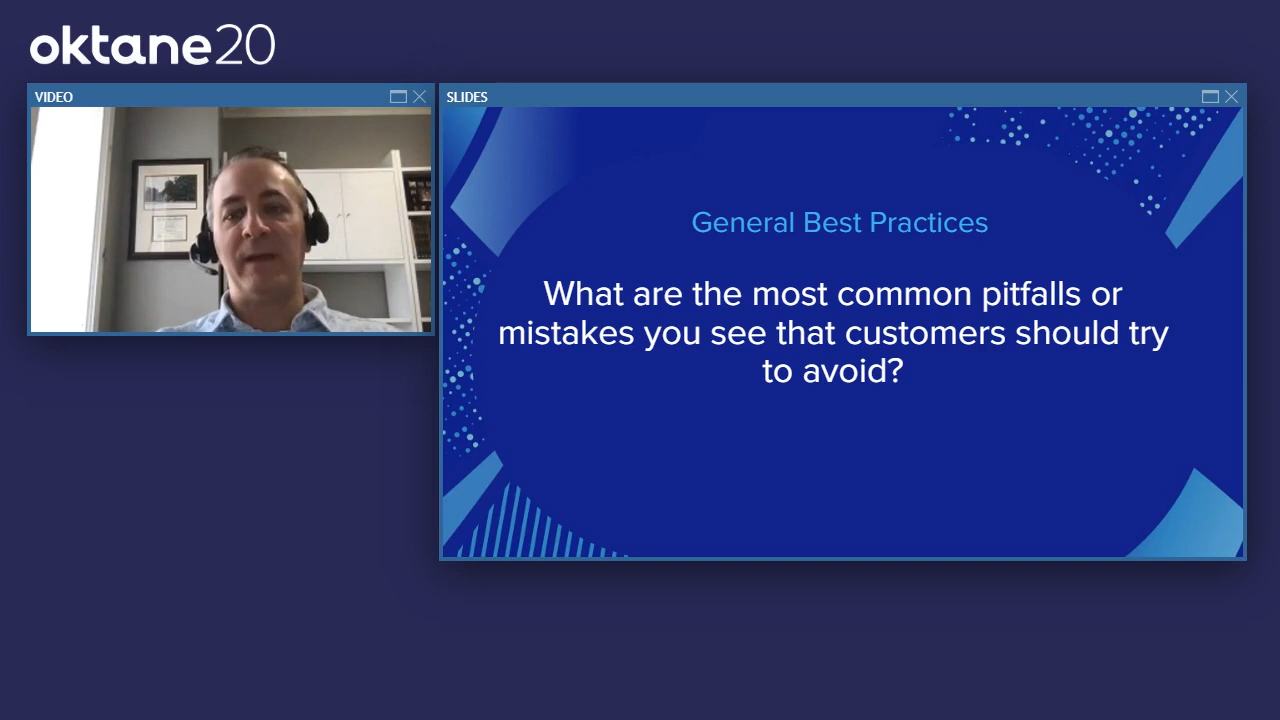 oktane20
VIDEO
SLIDES
General Best Practices
What are the most common pitfalls or
mistakes you see that customers should try
to avoid?